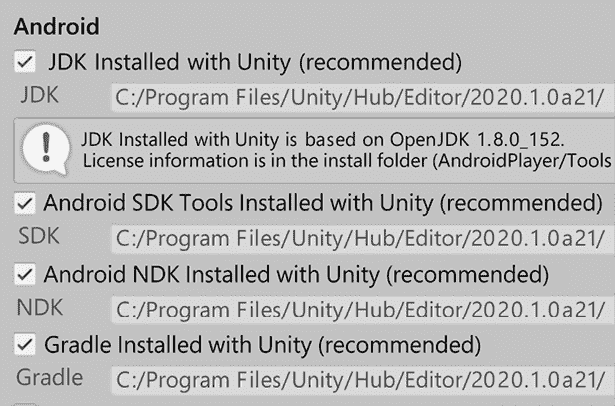 Android
JDK Installed with Unity (recommended)
JDK C:/Program Files/Unity/Hub/Editor/2020.1.0a21/
JDK Installed with Unity is based on OpenJDK 1.8.0_152.
License information is in the install folder (AndroidPlayer/Tools
Android SDK Tools Installed with Unity (recommended)
SDK C:/Program Files/Unity/Hub/Editor/2020.1.0a21/
Android NDK Installed with Unity (recommended)
NDK C:/Program Files/Unity/Hub/Editor/2020.1.0a21/
Gradle Installed with Unity (recommended)
Gradle C:/Program Files/Unity/Hub/Editor/2020.1.0a21/